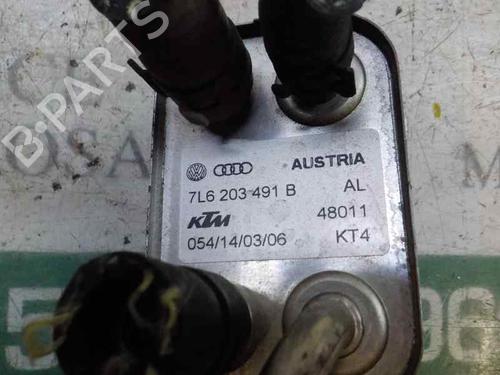 B-PARTS
AUSTRIA
7L6 203 491 B AL
KTM 48011
054/14/03/06 KT4